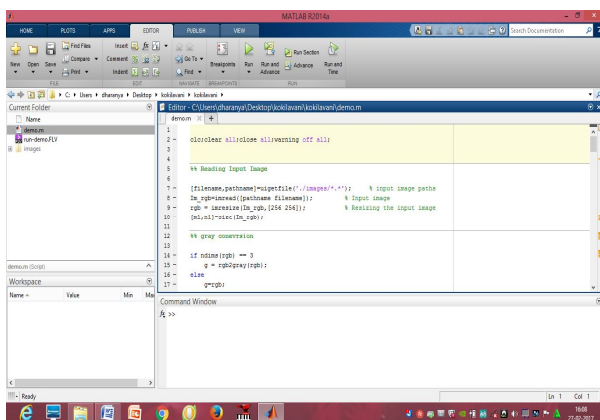 MATLAB R2014a
HOME PLOTS APPS EDITOR PUBLISH VIEW
Search Documentation
New Open Save
Find Files
Compare
Print
Insert
Comment
Indent
Go To
Find
Breakpoints
Run
Run and Advance
Run Section
Advance
Run and Time
FILE EDIT NAVIGATE BREAKPOINTS RUN
C: Users dharanya Desktop kokilavani kokilavani
Current Folder
Name
demo.m
run-demo.FLV
images
demo.m (Script)
Workspace
Name Value Min Max
Editor - C:\Users\dharanya\Desktop\kokilavani\kokilavani\demo.m
demo.m
1
2 - clc;clear all;close all;warning off all;
3
4
5 %% Reading Input Image
6
7 - [filename,pathname]=uigetfile('./images/*.*'); % input image paths
8 - Im_rgb=imread([pathname filename]); % Input image
9 - rgb = imresize(Im_rgb,[256 256]); % Resizing the input image
10 - [m1,n1]=size(Im_rgb);
11
12 %% gray conevrsion
13
14 - if ndims(rgb) == 3
15 - g = rgb2gray(rgb);
16 - else
17 - g=rgb;
Command Window
fx >>
Ready
Ln 1 Col 1
16:08
27-02-2017